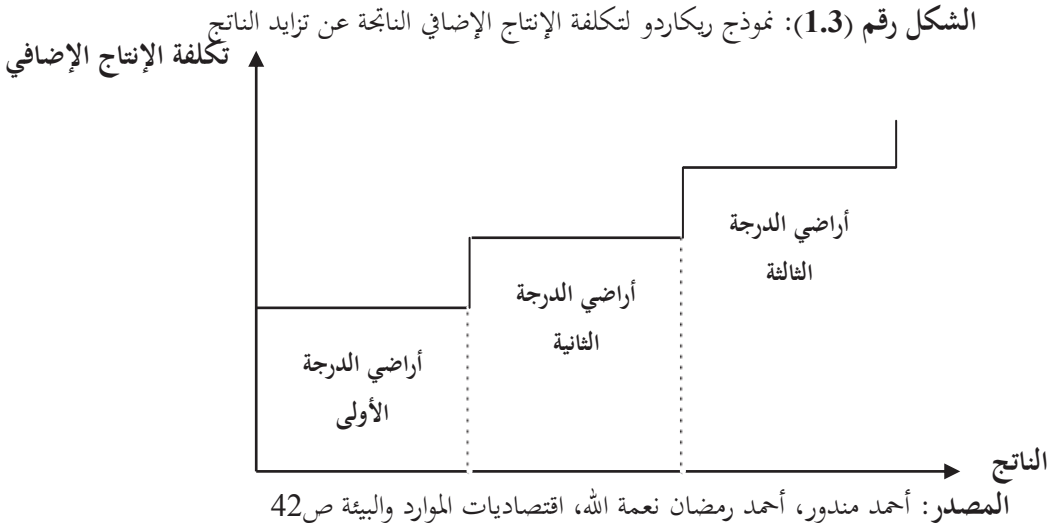 الشكل رقم (1.3): نموذج ريكاردو لتكلفة الإنتاج الإضافي الناتجة عن تزايد الناتج
تكلفة الإنتاج الإضافي
أراضي الدرجة
الثالثة
أراضي الدرجة
الثانية
أراضي الدرجة
الأولى
الناتج
المصدر: أحمد مندور، أحمد رمضان نعمة الله، اقتصاديات الموارد والبيئة ص42